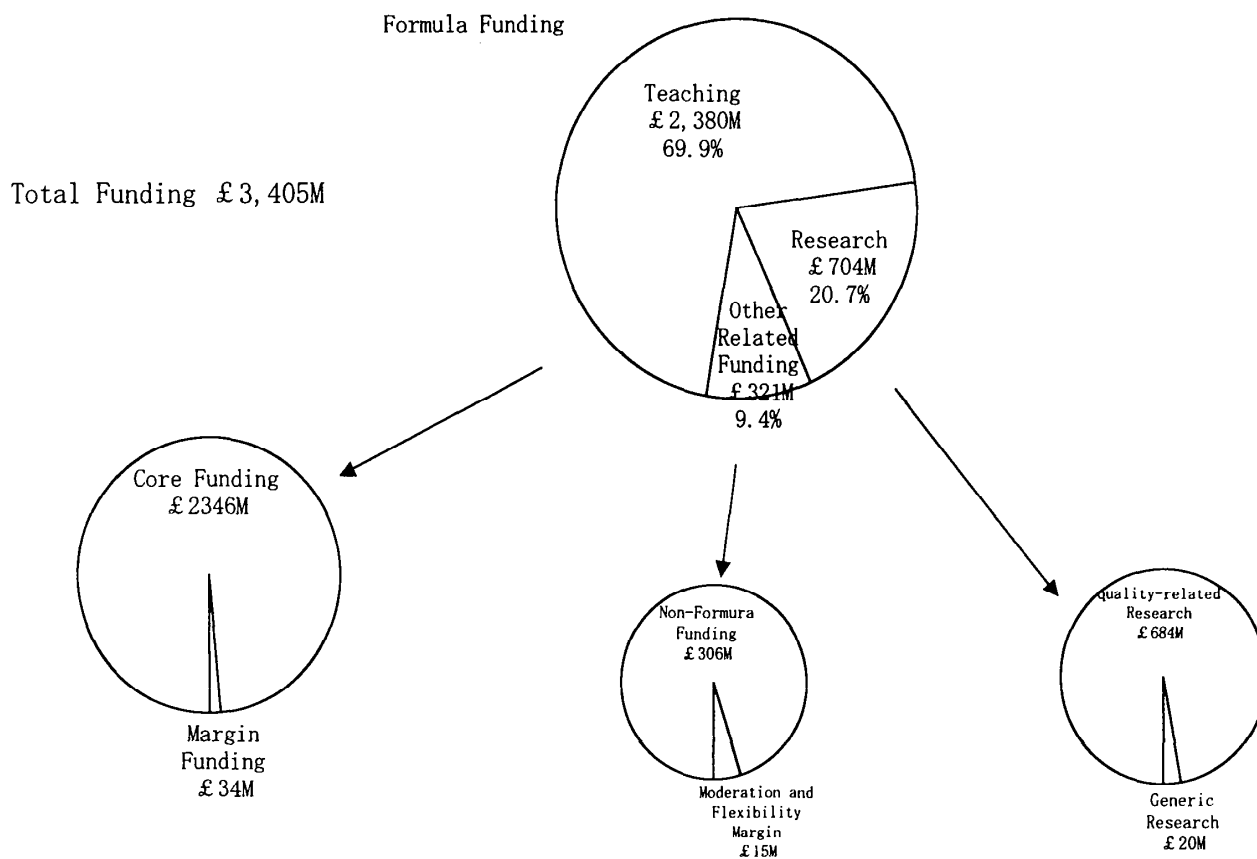 Formula Funding
Teaching
£2,380M
69.9%
Total Funding £3,405M
Research
£704M
20.7%
Other
Related
Funding
£321M
9.4%
Core Funding
£2346M
Margin
Funding
£34M
Non-Formura
Funding
£306M
Moderation and
Flexibility
Margin
£15M
quality-related
Research
£684M
Generic
Research
£20M